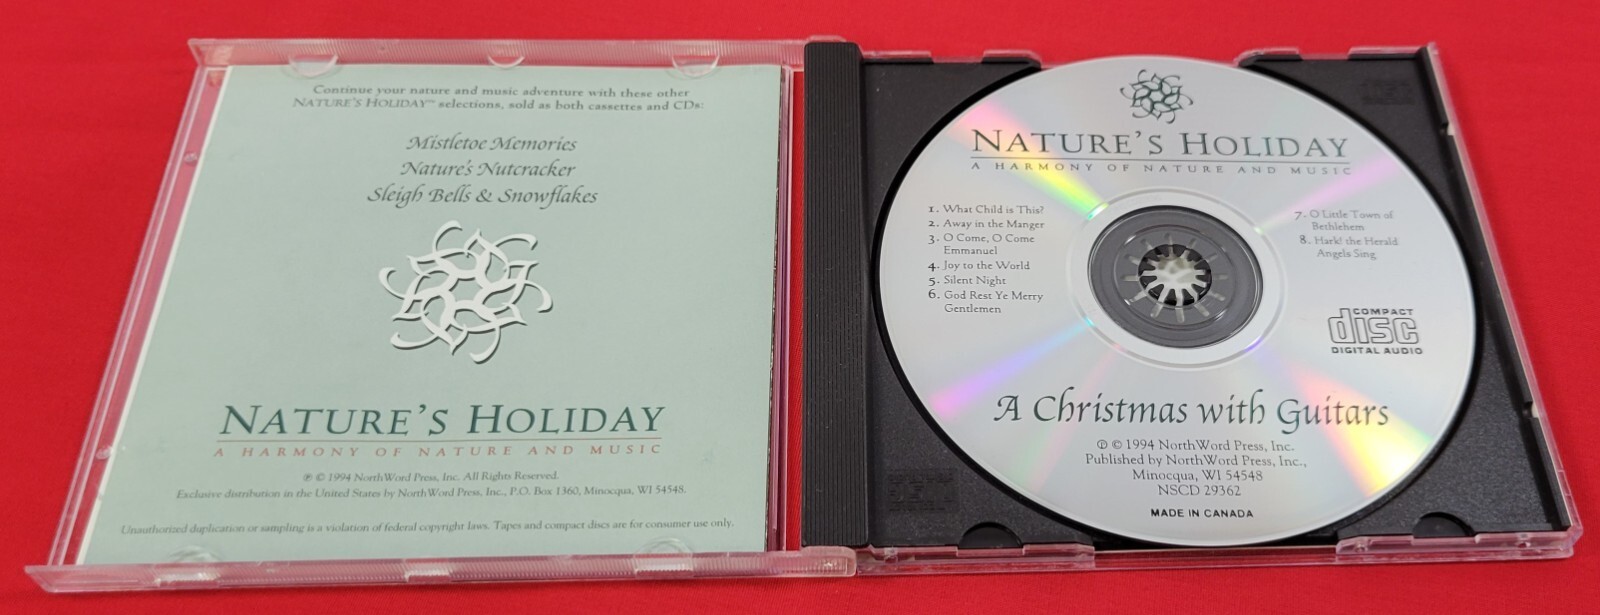 Continue your nature and music adventure with these other
NATURE'S HOLIDAY™ selections, sold as both cassettes and CDs:
Mistletoe Memories
Nature's Nutcracker
Sleigh Bells & Snowflakes
NATURE'S HOLIDAY
A HARMONY OF NATURE AND MUSIC
℗ © 1994 NorthWord Press, Inc. All Rights Reserved.
Exclusive distribution in the United States by NorthWord Press, Inc., P.O. Box 1360, Minocqua, WI 54548.
Unauthorized duplication or sampling is a violation of federal copyright laws. Tapes and compact discs are for consumer use only.
NATURE'S HOLIDAY
A HARMONY OF NATURE AND MUSIC
1. What Child is This?
2. Away in the Manger
3. O Come, O Come
Emmanuel
4. Joy to the World
5. Silent Night
6. God Rest Ye Merry
Gentlemen
7. O Little Town of
Bethlehem
8. Hark! the Herald
Angels Sing
COMPACT
disc
DIGITAL AUDIO
A Christmas with Guitars
℗ © 1994 NorthWord Press, Inc.
Published by NorthWord Press, Inc.,
Minocqua, WI 54548
NSCD 29362
MADE IN CANADA